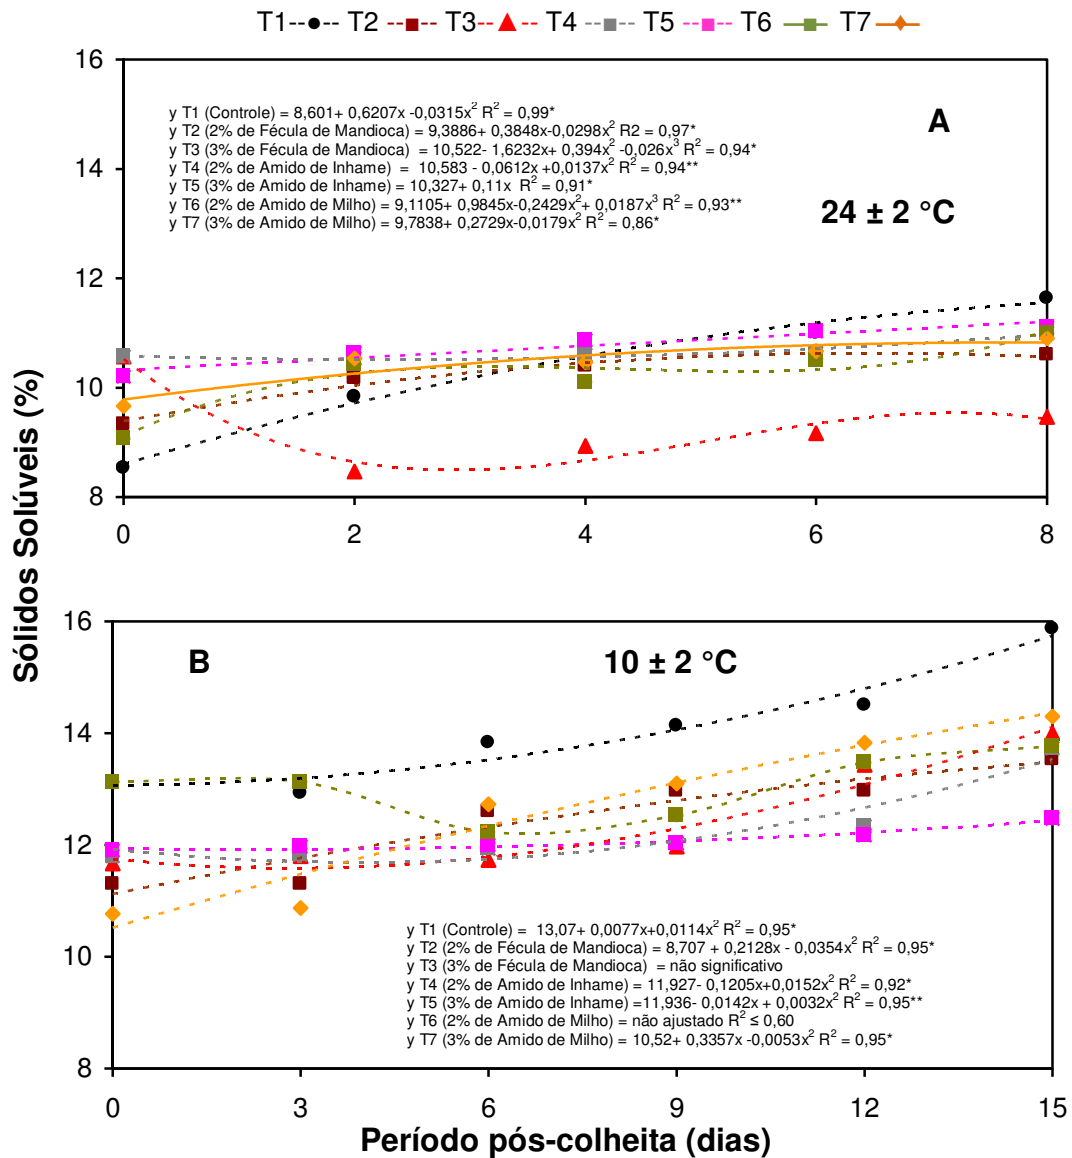 T1 T2 T3 T4 T5 T6 T7
Sólidos Solúveis (%)
16
14
12
10
8
y T1 (Controle) = 8,601+ 0,6207x -0,0315x² R² = 0,99*
y T2 (2% de Fécula de Mandioca) = 9,3886+ 0,3848x-0,0298x² R2 = 0,97*
y T3 (3% de Fécula de Mandioca) = 10,522- 1,6232x+ 0,394x² -0,026x³ R² = 0,94*
y T4 (2% de Amido de Inhame) = 10,583 - 0,0612x +0,0137x² R² = 0,94**
y T5 (3% de Amido de Inhame) = 10,327+ 0,11x R² = 0,91*
y T6 (2% de Amido de Milho) = 9,1105+ 0,9845x-0,2429x²+ 0,0187x³ R² = 0,93**
y T7 (3% de Amido de Milho) = 9,7838+ 0,2729x-0,0179x² R² = 0,86*
A
24 ± 2 °C
0 2 4 6 8
16
14
12
10
8
B
10 ± 2 °C
y T1 (Controle) = 13,07+ 0,0077x+0,0114x² R² = 0,95*
y T2 (2% de Fécula de Mandioca) = 8,707 + 0,2128x - 0,0354x² R² = 0,95*
y T3 (3% de Fécula de Mandioca) = não significativo
y T4 (2% de Amido de Inhame) = 11,927- 0,1205x+0,0152x² R² = 0,92*
y T5 (3% de Amido de Inhame) =11,936- 0,0142x + 0,0032x² R² = 0,95**
y T6 (2% de Amido de Milho) = não ajustado R² ≤ 0,60
y T7 (3% de Amido de Milho) = 10,52+ 0,3357x -0,0053x² R² = 0,95*
0 3 6 9 12 15
Período pós-colheita (dias)